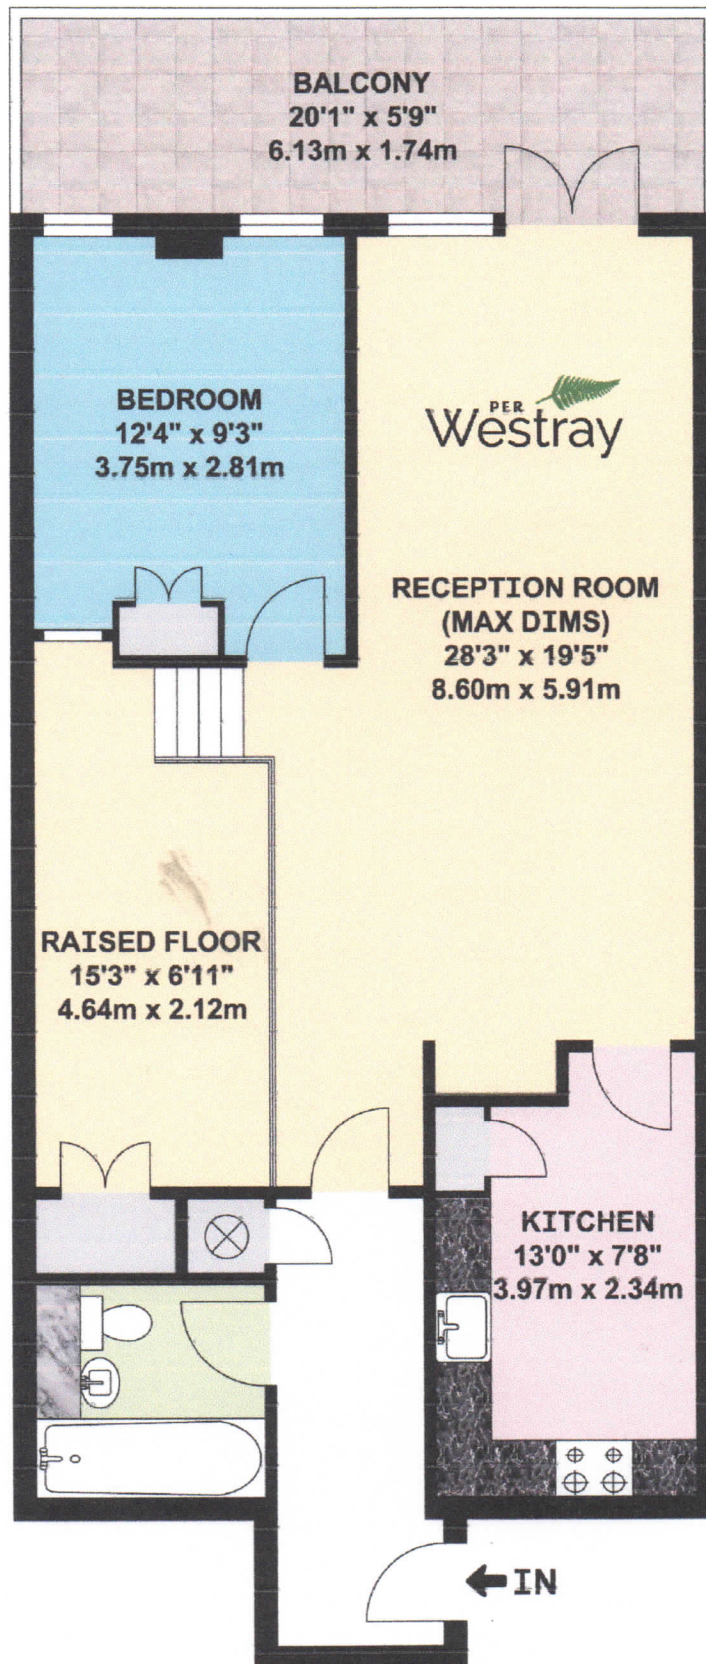 BALCONY
20'1" x 5'9"
6.13m x 1.74m
BEDROOM
12'4" x 9'3"
3.75m x 2.81m
PER
Westray
RECEPTION ROOM
(MAX DIMS)
28'3" x 19'5"
8.60m x 5.91m
RAISED FLOOR
15'3" x 6'11"
4.64m x 2.12m
KITCHEN
13'0" x 7'8"
3.97m x 2.34m
IN